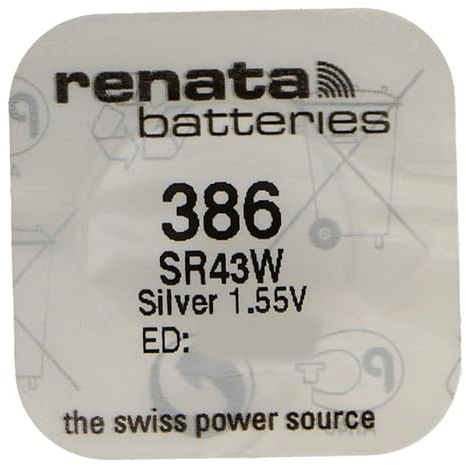 renata
batteries
386
SR43W
Silver 1.55V
ED:
the swiss power source